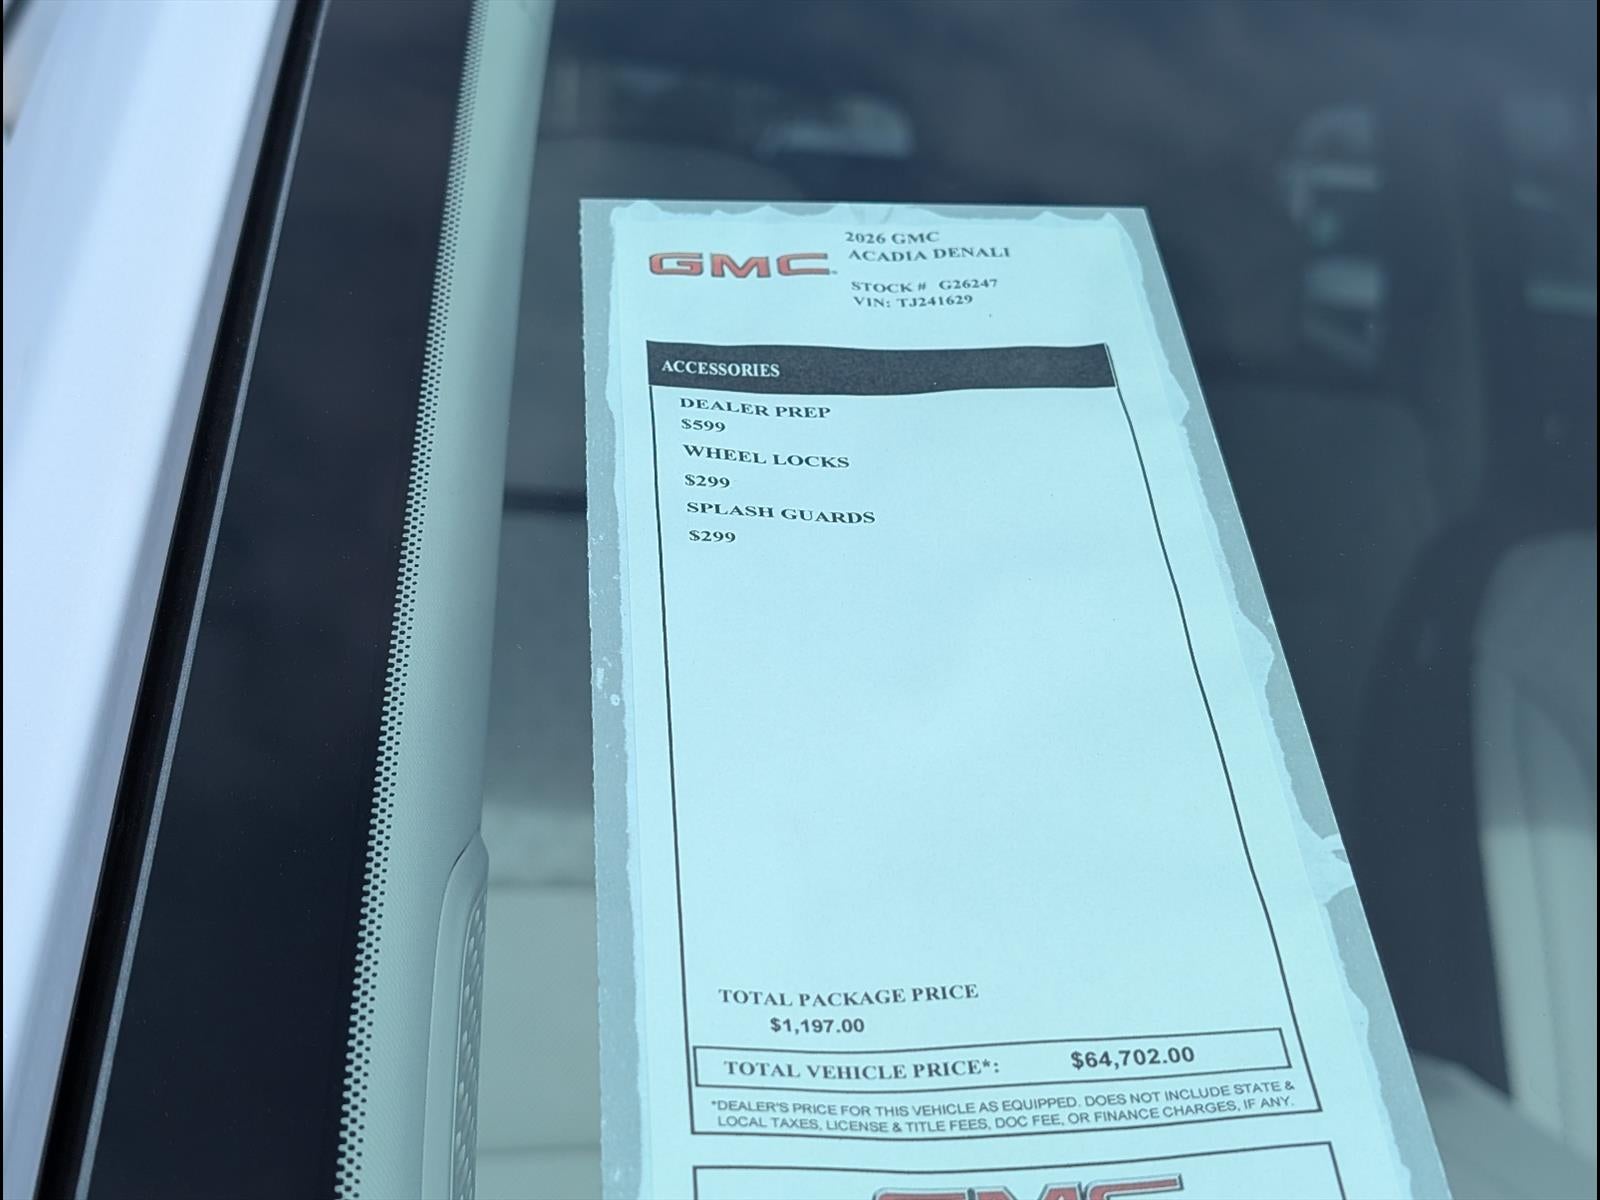 GMC
2026 GMC
ACADIA DENALI
STOCK # G26247
VIN: TJ241629
ACCESSORIES
DEALER PREP
$599
WHEEL LOCKS
$299
SPLASH GUARDS
$299
TOTAL PACKAGE PRICE
$1,197.00
TOTAL VEHICLE PRICE*: $64,702.00
*DEALER'S PRICE FOR THIS VEHICLE AS EQUIPPED. DOES NOT INCLUDE STATE &
LOCAL TAXES, LICENSE & TITLE FEES, DOC FEE, OR FINANCE CHARGES, IF ANY.
GMC